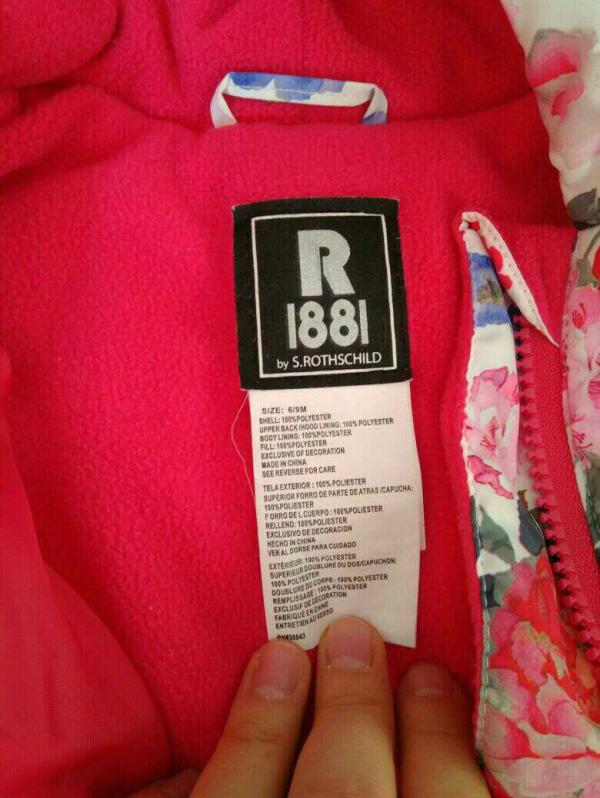 R
1881
by S.ROTHSCHILD
SIZE: 6/9M
SHELL: 100%POLYESTER
UPPER BACK/HOOD LINING: 100% POLYESTER
BODY LINING: 100%POLYESTER
FILL: 100%POLYESTER
EXCLUSIVE OF DECORATION
MADE IN CHINA
SEE REVERSE FOR CARE
TELA EXTERIOR : 100% POLIESTER
SUPERIOR FORRO DE PARTE DE ATRAS /CAPUCHA:
100%POLIESTER
FORRO DE L CUERPO : 100%POLIESTER
RELLENO: 100%POLIESTER
EXCLUSIVO DE DECORACION
HECHO IN CHINA
VER AL DORSE PARA CUIDADO
EXTÉRIEUR: 100% POLYESTER
SUPERIEUR DOUBLURE DU DOS/CAPUCHON:
100% POLYESTER
DOUBLURE DU CORPS : 100% POLYESTER
REMPLISSAGE : 100% POLYESTER
EXCLUSIF DE DECORATION
FABRIQUÉ EN CHINE
ENTRETIEN AU VERSO